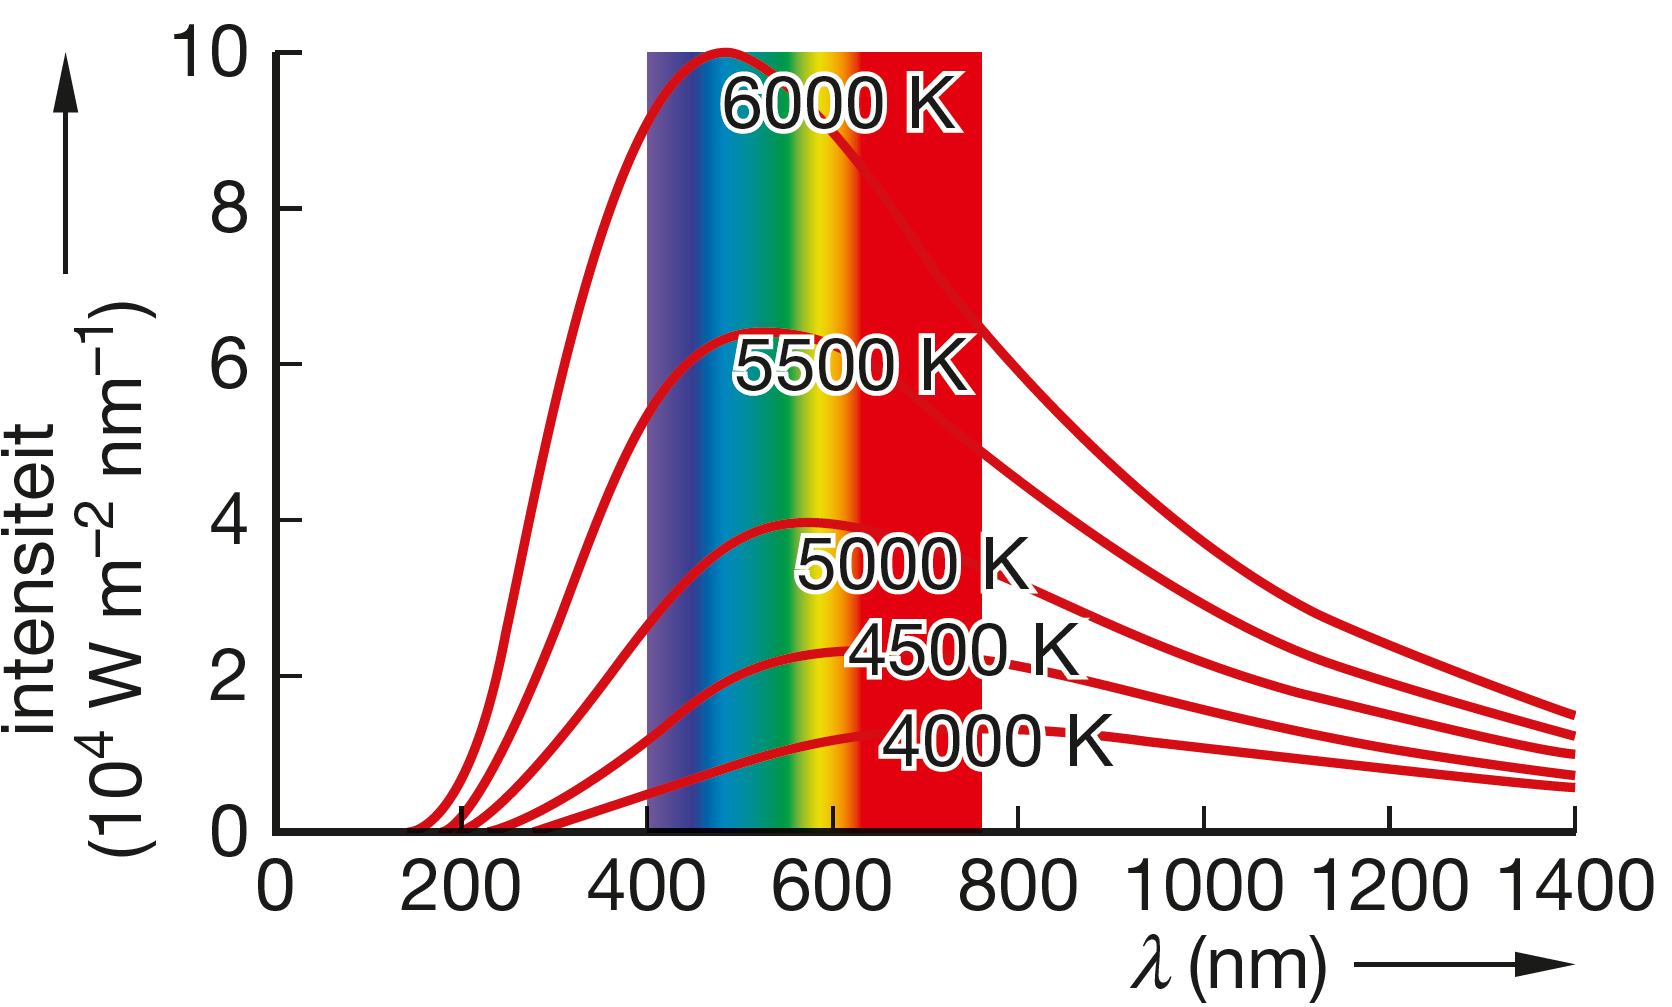 intensiteit
(10⁴ W m⁻² nm⁻¹)
10
8
6
4
2
0
6000 K
5500 K
5000 K
4500 K
4000 K
0 200 400 600 800 1000 1200 1400
λ (nm)